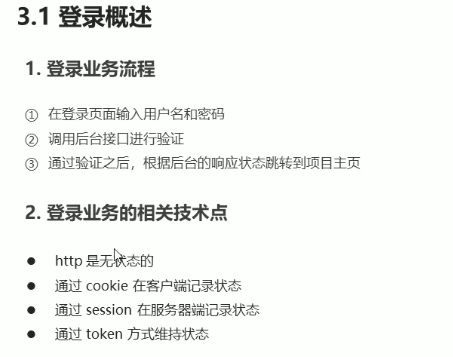 3.1 登录概述
1. 登录业务流程
① 在登录页面输入用户名和密码
② 调用后台接口进行验证
③ 通过验证之后，根据后台的响应状态跳转到项目主页
2. 登录业务的相关技术点
● http 是无状态的
● 通过 cookie 在客户端记录状态
● 通过 session 在服务器端记录状态
● 通过 token 方式维持状态